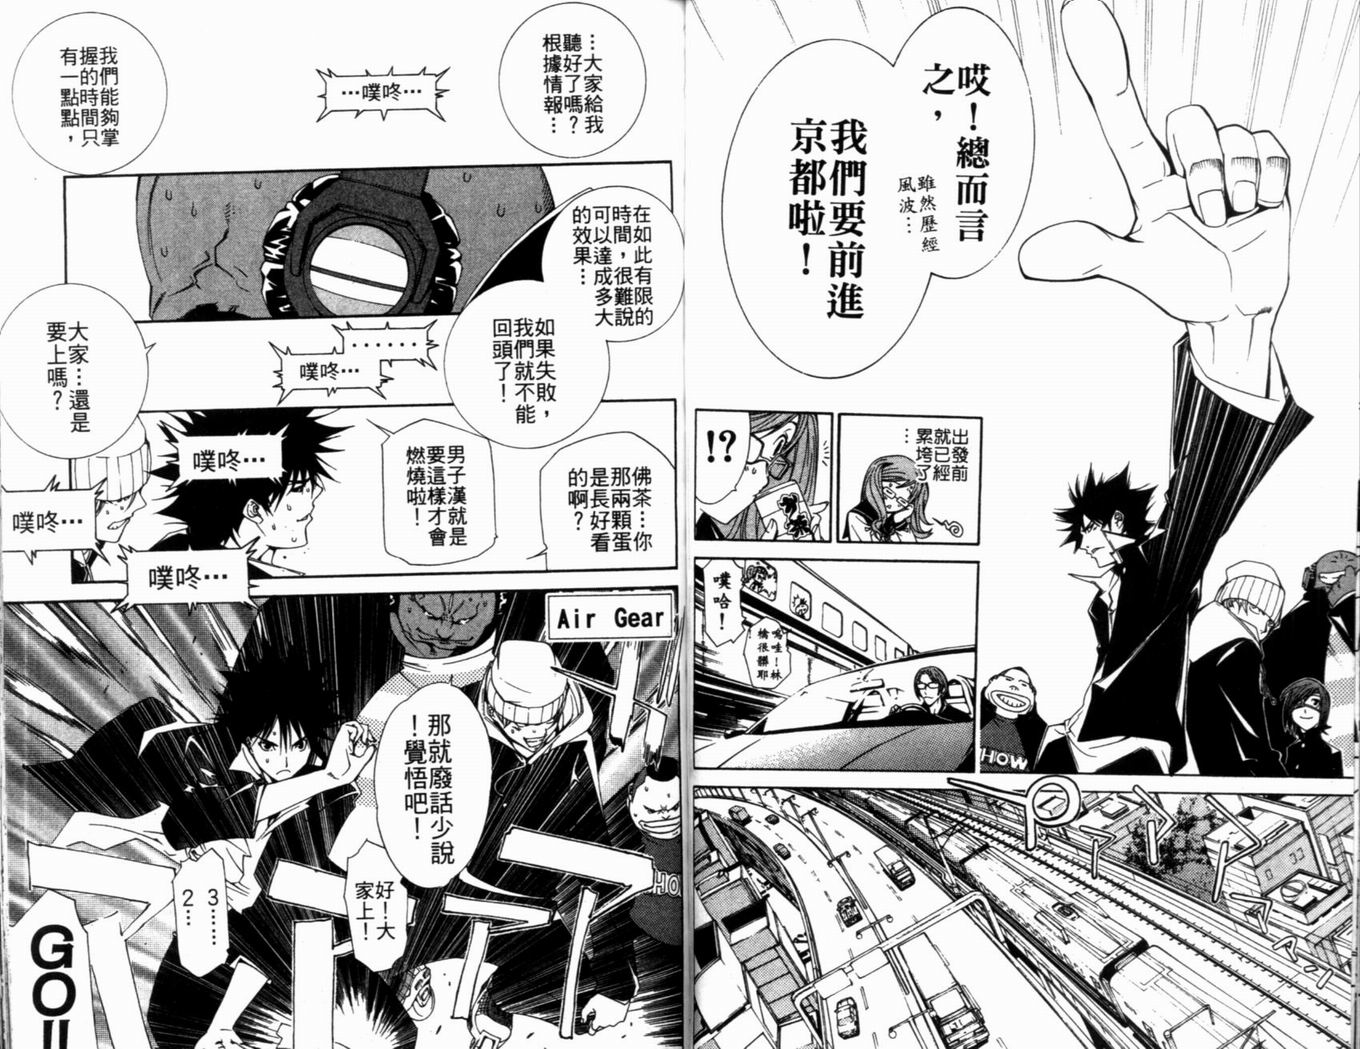 哎！總而言
之，
雖然歷經
風波…
我們要前進
京都啦！
出發前
就已經
累垮了
…
！？
噗哈！
嗚哇！林
檎很髒耶
！
HOW
…大家給我
聽好了嗎？
根據情報…
…噗咚…
我們能夠掌
握的時間只
有一點點，
在如此有限的
時間，很難說
可以達成多大
的效果…
如果失敗，
我們就不能
回頭了！
……
噗咚…
大家…還是
要上嗎？
佛茶…你
那兩顆蛋
是長好看
的啊？
男子漢就是
要這樣才會
燃燒啦！
噗咚…
噗咚…
噗咚…
Air Gear
那就廢話少說
！覺悟吧！
好！大
家上！
3……
2……
HO
GO!!